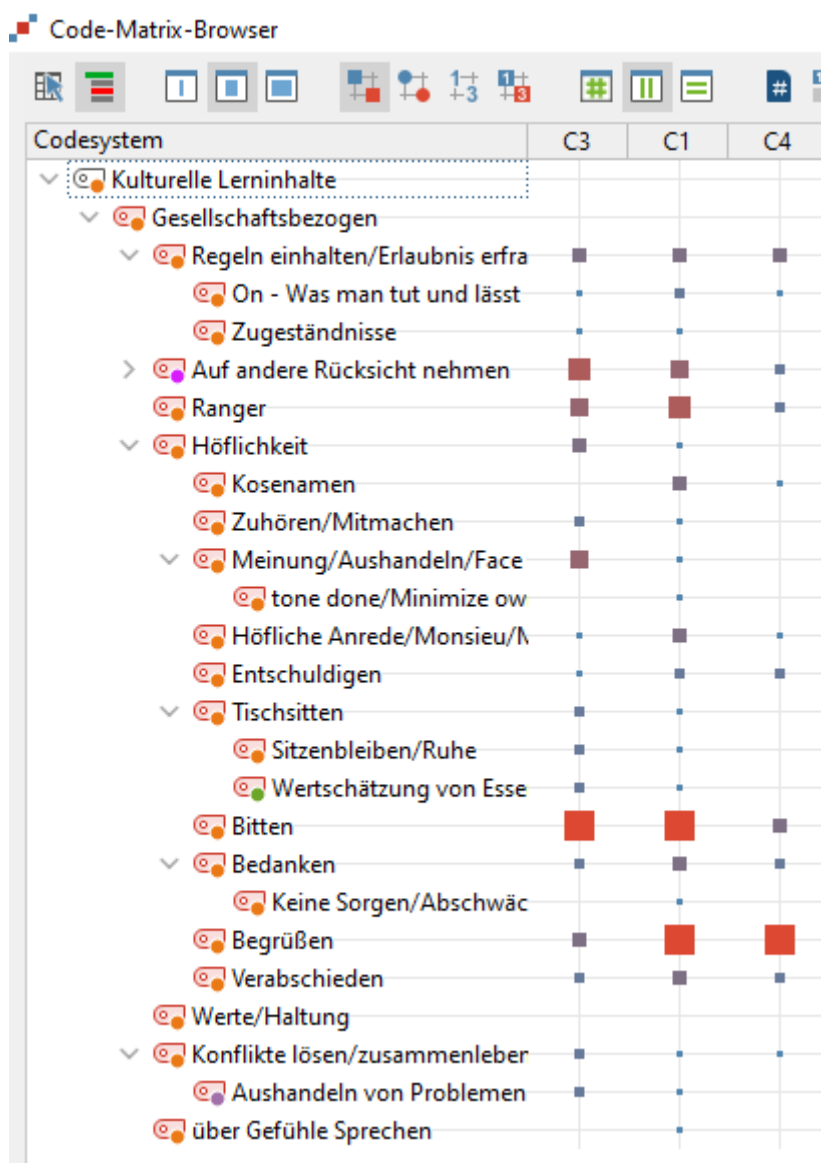 Code-Matrix-Browser
Codesystem C3 C1 C4
Kulturelle Lerninhalte
Gesellschaftsbezogen
Regeln einhalten/Erlaubnis erfra
On - Was man tut und lässt
Zugeständnisse
Auf andere Rücksicht nehmen
Ranger
Höflichkeit
Kosenamen
Zuhören/Mitmachen
Meinung/Aushandeln/Face
tone done/Minimize ow
Höfliche Anrede/Monsieu/M
Entschuldigen
Tischsitten
Sitzenbleiben/Ruhe
Wertschätzung von Esse
Bitten
Bedanken
Keine Sorgen/Abschwäc
Begrüßen
Verabschieden
Werte/Haltung
Konflikte lösen/zusammenleber
Aushandeln von Problemen
über Gefühle Sprechen